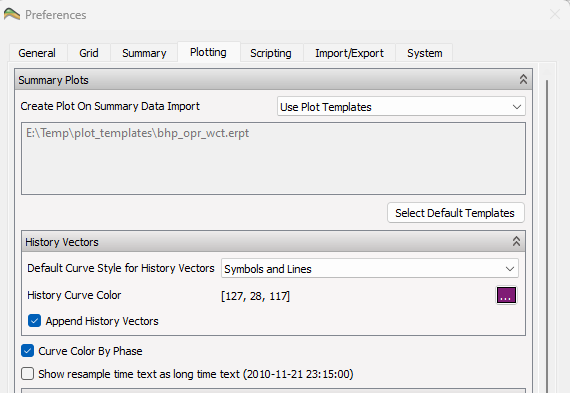 Preferences
General Grid Summary Plotting Scripting Import/Export System
Summary Plots
Create Plot On Summary Data Import Use Plot Templates
E:\Temp\plot_templates\bhp_opr_wct.erpt
Select Default Templates
History Vectors
Default Curve Style for History Vectors Symbols and Lines
History Curve Color [127, 28, 117] ...
Append History Vectors
Curve Color By Phase
Show resample time text as long time text (2010-11-21 23:15:00)